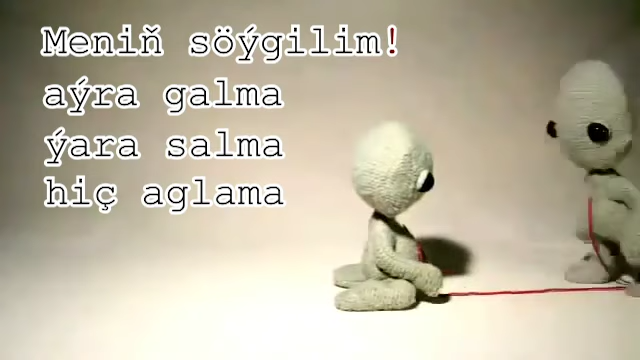 Meniň söýgilim!
aýra galma
ýara salma
hiç aglama